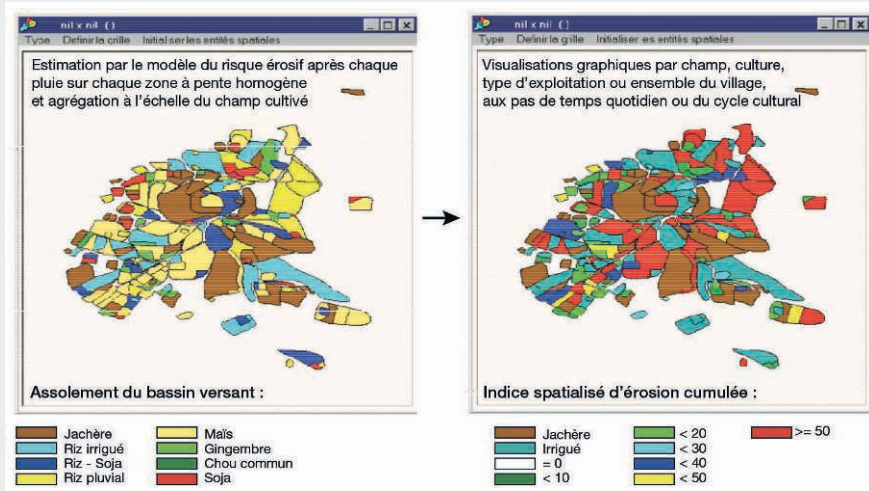 nil x nil ( )
Type Definir la crille Initial ser les entités spatiales
Estimation par le modèle du risque érosif après chaque
pluie sur chaque zone à pente homogène
et agrégation à l'échelle du champ cultivé
Assolement du bassin versant :
Jachère
Riz irrigué
Riz - Soja
Riz pluvial
Maïs
Gingembre
Chou commun
Soja
nil x nil ( )
Type Definir la grille Initialiser es entités spatiales
Visualisations graphiques par champ, culture,
type d'exploitation ou ensemble du village,
aux pas de temps quotidien ou du cycle cultural
Indice spatialisé d'érosion cumulée :
Jachère
Irrigué
= 0
< 10
< 20
< 30
< 40
< 50
>= 50